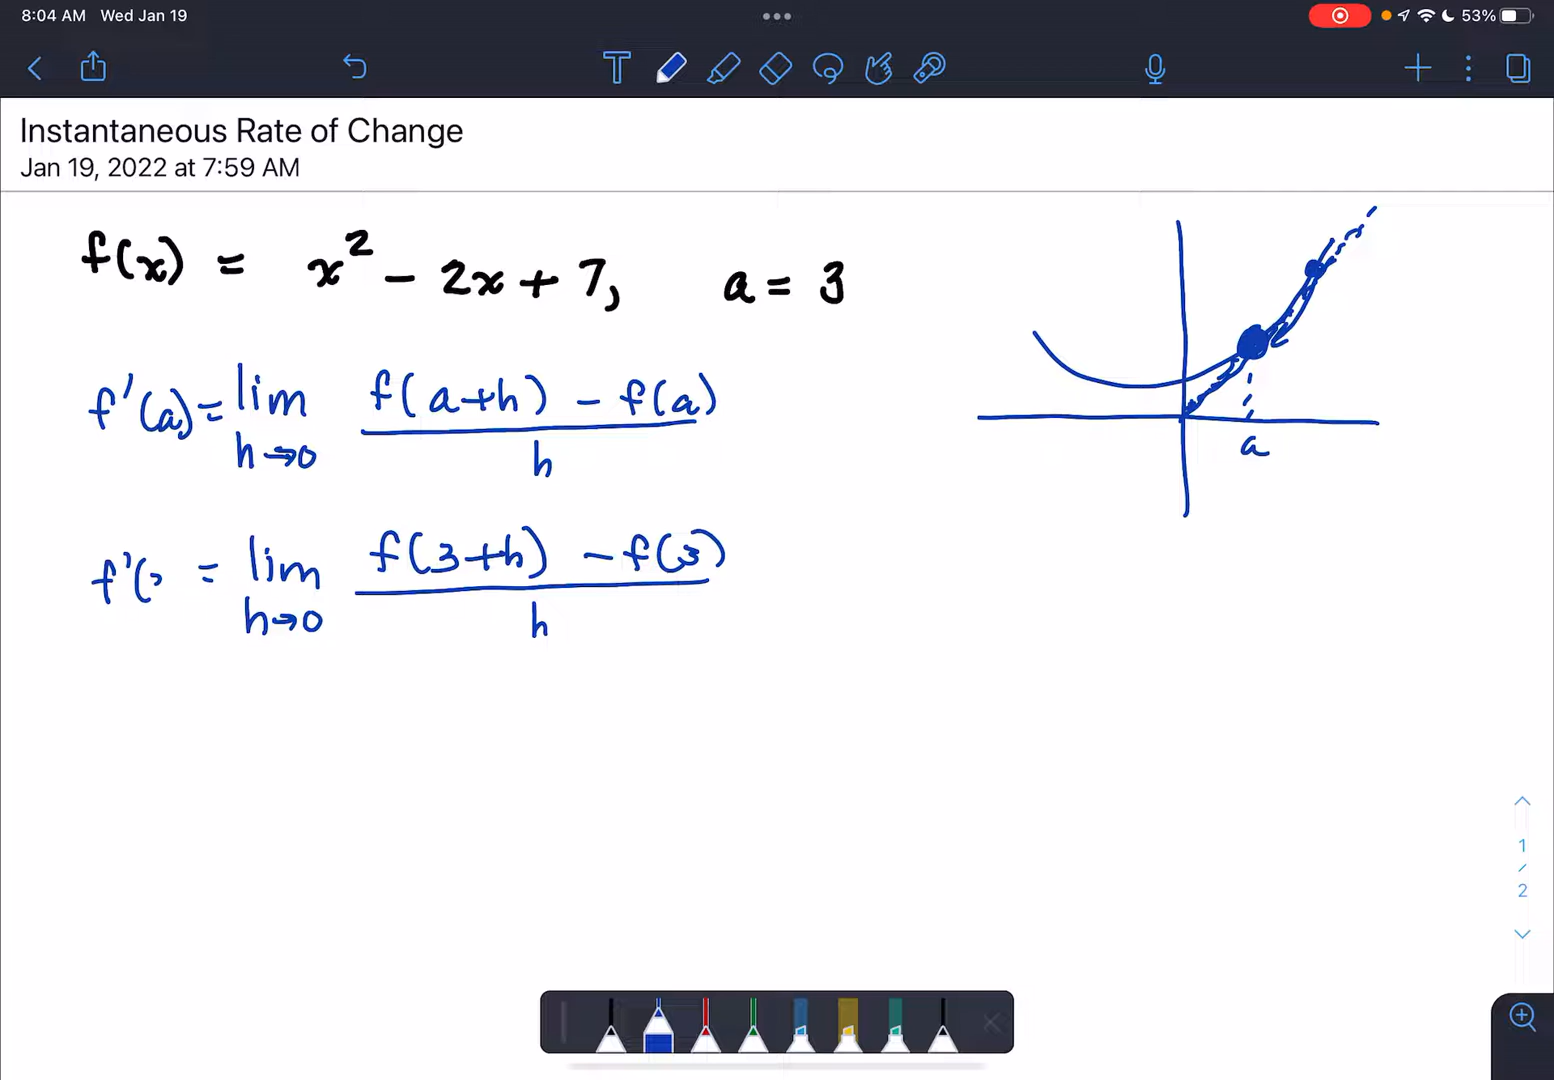 8:04 AM Wed Jan 19
53%
T
Instantaneous Rate of Change
Jan 19, 2022 at 7:59 AM
f(x) = x² - 2x + 7, a = 3
f'(a) = lim h→0 f(a+h) - f(a) / h
a
f'( = lim h→0 f(3+h) - f(3) / h
1
/
2